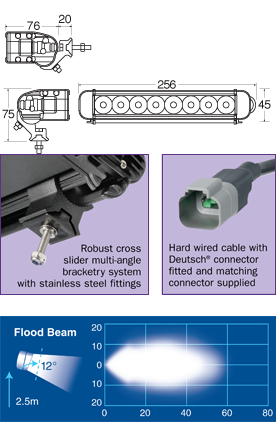 76
20
256
75
45
Robust cross
slider multi-angle
bracketry system
with stainless steel fittings
Hard wired cable with
Deutsch® connector
fitted and matching
connector supplied
Flood Beam
12°
2.5m
20
10
0
10
20
0
20
40
60
80